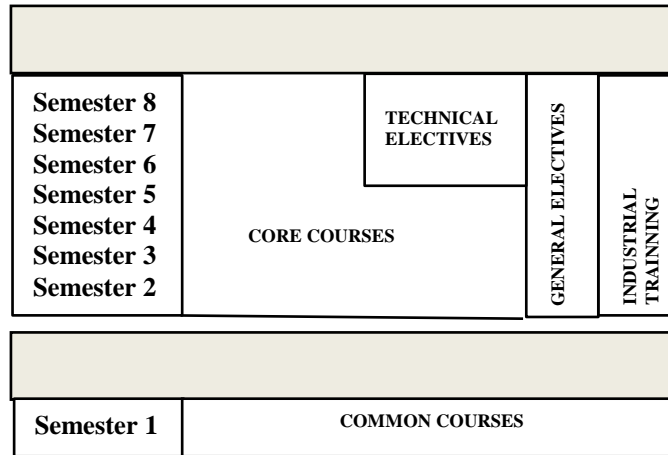 Semester 8
Semester 7
Semester 6
Semester 5
Semester 4
Semester 3
Semester 2
CORE COURSES
TECHNICAL
ELECTIVES
GENERAL ELECTIVES
INDUSTRIAL
TRAINNING
Semester 1
COMMON COURSES